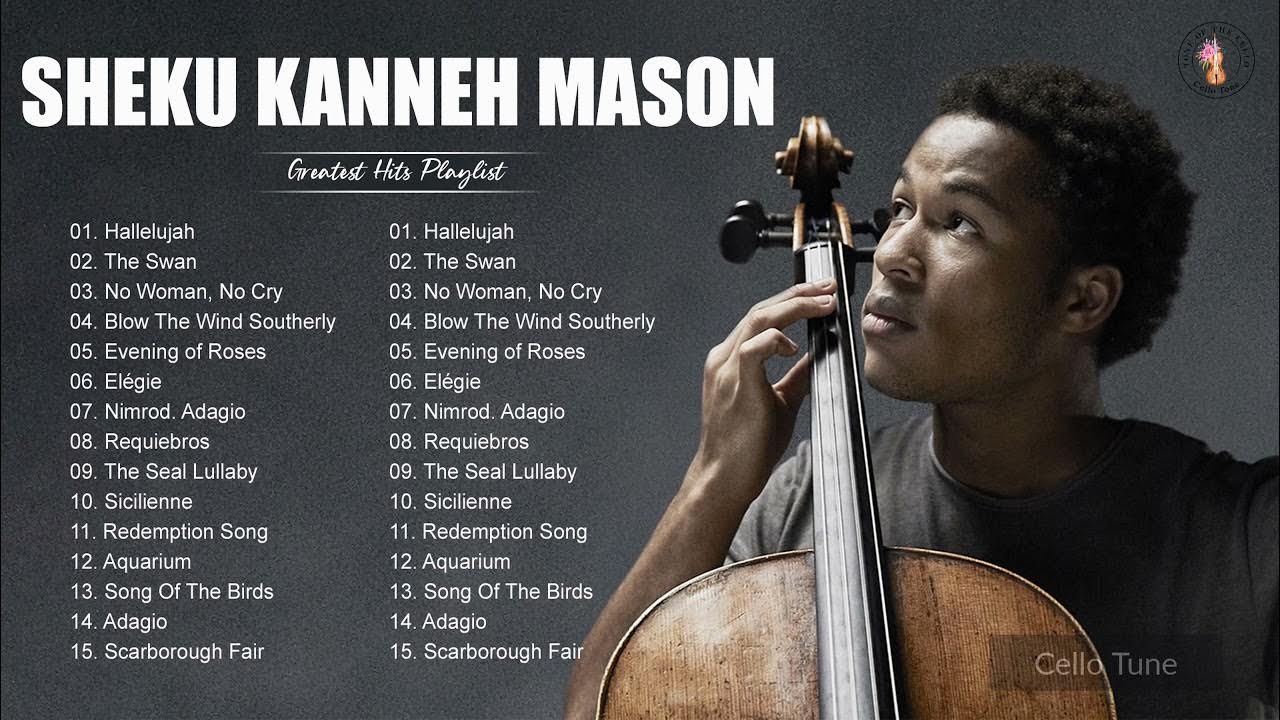 SHEKU KANNEH MASON
Greatest Hits Playlist
01. Hallelujah
02. The Swan
03. No Woman, No Cry
04. Blow The Wind Southerly
05. Evening of Roses
06. Elégie
07. Nimrod. Adagio
08. Requiebros
09. The Seal Lullaby
10. Sicilienne
11. Redemption Song
12. Aquarium
13. Song Of The Birds
14. Adagio
15. Scarborough Fair
01. Hallelujah
02. The Swan
03. No Woman, No Cry
04. Blow The Wind Southerly
05. Evening of Roses
06. Elégie
07. Nimrod. Adagio
08. Requiebros
09. The Seal Lullaby
10. Sicilienne
11. Redemption Song
12. Aquarium
13. Song Of The Birds
14. Adagio
15. Scarborough Fair
Cello Tune
Cello Tune